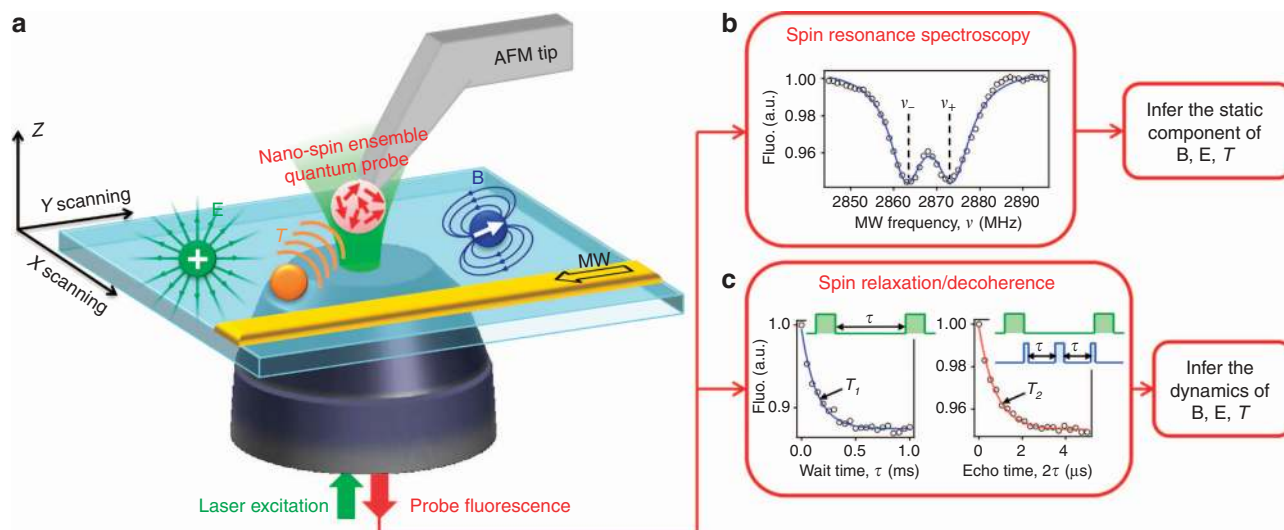 a
AFM tip
Z
Nano-spin ensemble
quantum probe
Y scanning
X scanning
E
+
T
B
MW
Laser excitation
Probe fluorescence
b
Spin resonance spectroscopy
Fluo. (a.u.)
1.00
0.98
0.96
ν−
ν+
2850 2860 2870 2880 2890
MW frequency, ν (MHz)
Infer the static
component of
B, E, T
c
Spin relaxation/decoherence
Fluo. (a.u.)
1.0
0.9
τ
T1
0.0 0.5 1.0
Wait time, τ (ms)
1.00
0.98
0.96
τ τ
T2
0 2 4
Echo time, 2τ (μs)
Infer the
dynamics of
B, E, T